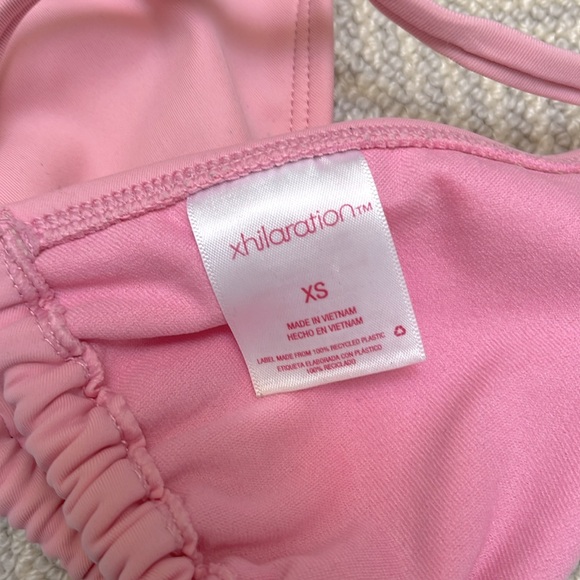 xhilaration™
XS
MADE IN VIETNAM
HECHO EN VIETNAM
LABEL MADE FROM 100% RECYCLED PLASTIC
ETIQUETA ELABORADA CON PLÁSTICO
100% RECICLADO